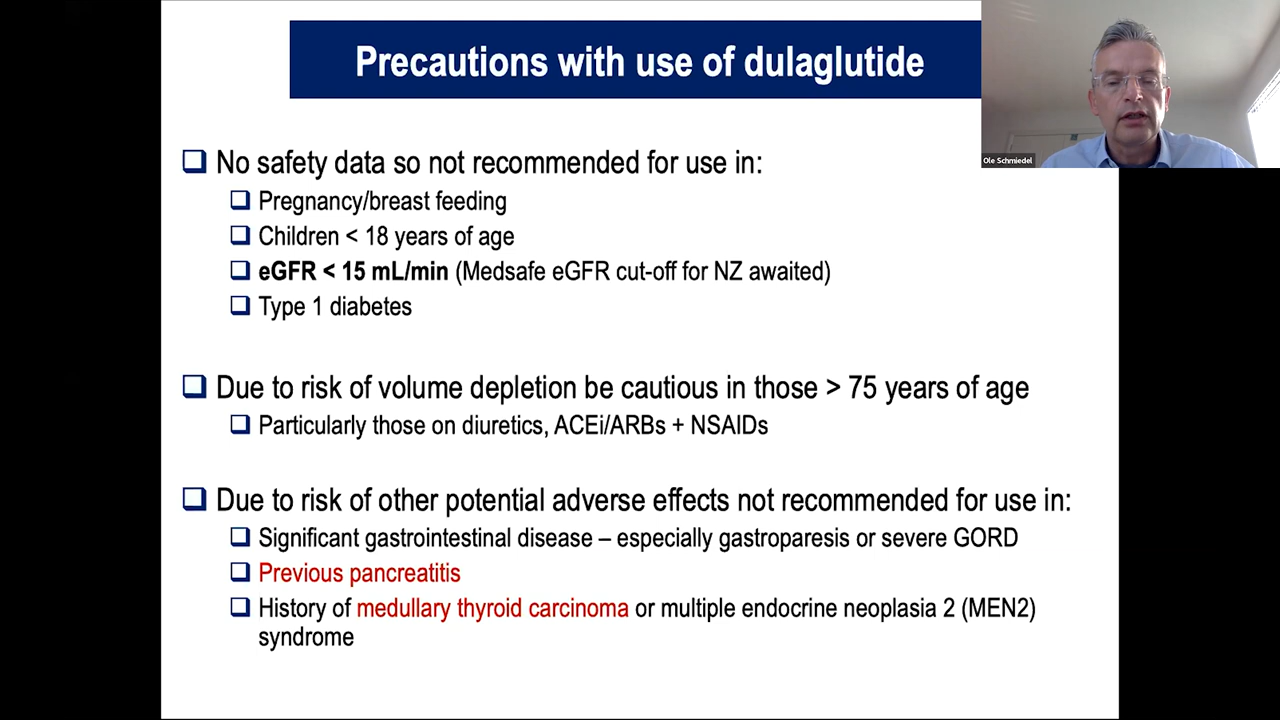 Precautions with use of dulaglutide
Ole Schmiedel
No safety data so not recommended for use in:
Pregnancy/breast feeding
Children < 18 years of age
eGFR < 15 mL/min (Medsafe eGFR cut-off for NZ awaited)
Type 1 diabetes
Due to risk of volume depletion be cautious in those > 75 years of age
Particularly those on diuretics, ACEi/ARBs + NSAIDs
Due to risk of other potential adverse effects not recommended for use in:
Significant gastrointestinal disease – especially gastroparesis or severe GORD
Previous pancreatitis
History of medullary thyroid carcinoma or multiple endocrine neoplasia 2 (MEN2)
syndrome